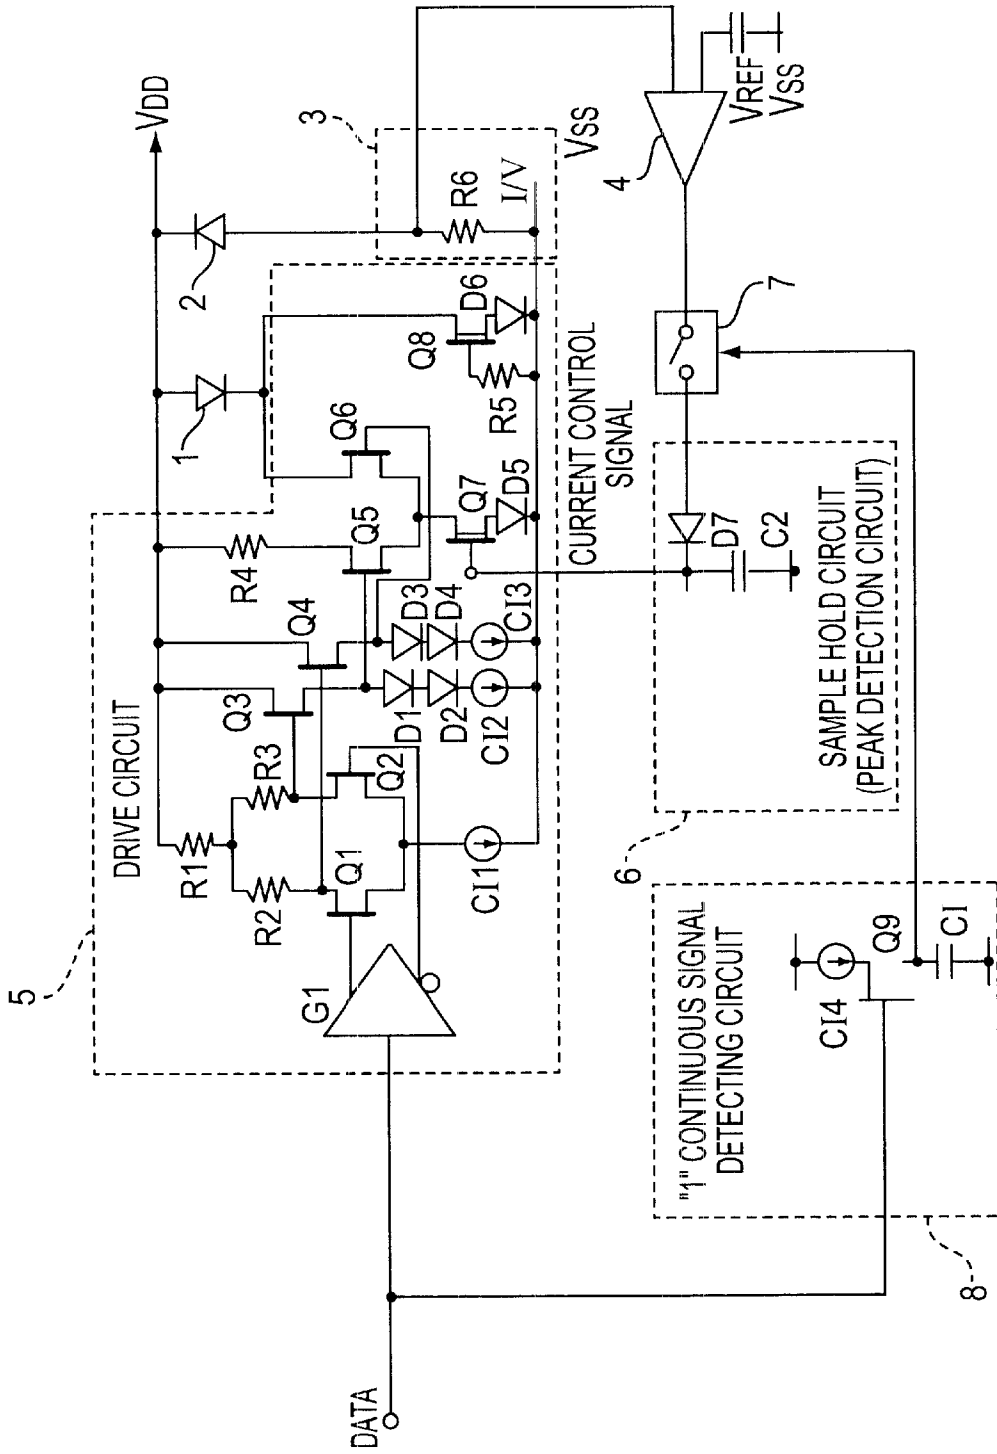 5
DRIVE CIRCUIT
VDD
R1
R2
R3
Q3
Q4
R4
1
2
3
G1
Q1
Q2
D1
D2
D3
D4
Q5
Q6
Q7
D5
Q8
D6
R5
R6
I/V
CI1
CI2
CI3
VSS
CURRENT CONTROL
SIGNAL
4
VREF
VSS
7
DATA
"1" CONTINUOUS SIGNAL
DETECTING CIRCUIT
CI4
Q9
CI
8
6
SAMPLE HOLD CIRCUIT
(PEAK DETECTION CIRCUIT)
D7
C2